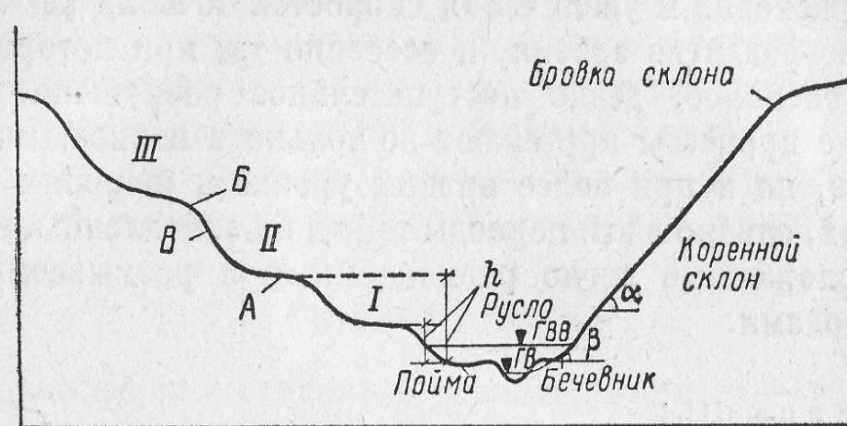 Бровка склона
III
Б
В
II
Коренной
склон
А
I
h
Русло
α
ГВВ
ГВ
β
Пойма
Бечевник